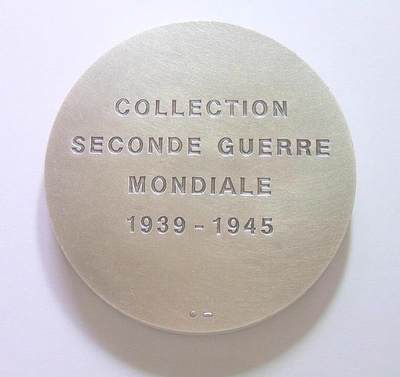 COLLECTION
SECONDE GUERRE
MONDIALE
1939 - 1945